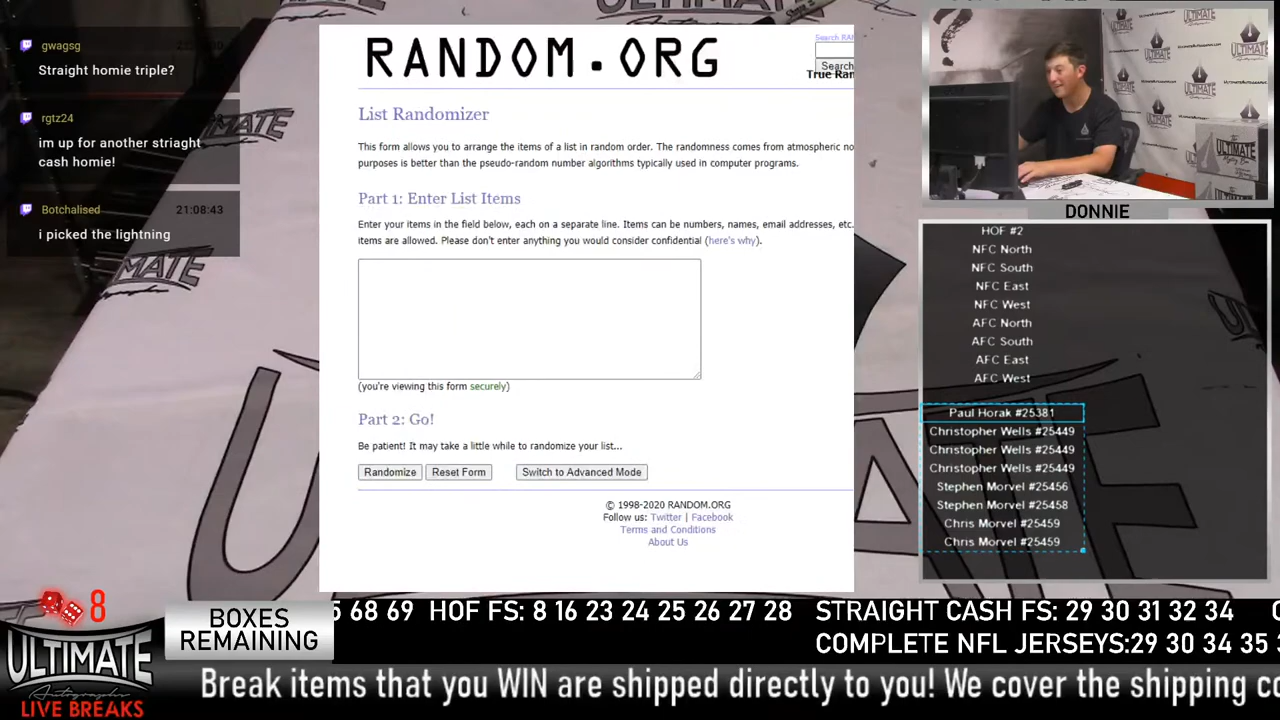 gwagsg
Straight homie triple?
rgtz24
im up for another striaght
cash homie!
Botchalised 21:08:43
i picked the lightning
RANDOM.ORG
Search RAN
Search
True Ran
List Randomizer
This form allows you to arrange the items of a list in random order. The randomness comes from atmospheric no
purposes is better than the pseudo-random number algorithms typically used in computer programs.
Part 1: Enter List Items
Enter your items in the field below, each on a separate line. Items can be numbers, names, email addresses, etc.
items are allowed. Please don't enter anything you would consider confidential (here's why).
(you're viewing this form securely)
Part 2: Go!
Be patient! It may take a little while to randomize your list...
Randomize Reset Form Switch to Advanced Mode
© 1998-2020 RANDOM.ORG
Follow us: Twitter | Facebook
Terms and Conditions
About Us
ULTIMATE
DONNIE
HOF #2
NFC North
NFC South
NFC East
NFC West
AFC North
AFC South
AFC East
AFC West
Paul Horak #25381
Christopher Wells #25449
Christopher Wells #25449
Christopher Wells #25449
Stephen Morvel #25456
Stephen Morvel #25458
Chris Morvel #25459
Chris Morvel #25459
8
BOXES
REMAINING
5 68 69 HOF FS: 8 16 23 24 25 26 27 28 STRAIGHT CASH FS: 29 30 31 32 34
COMPLETE NFL JERSEYS:29 30 34 35
ULTIMATE
Autographs
LIVE BREAKS
Break items that you WIN are shipped directly to you! We cover the shipping co